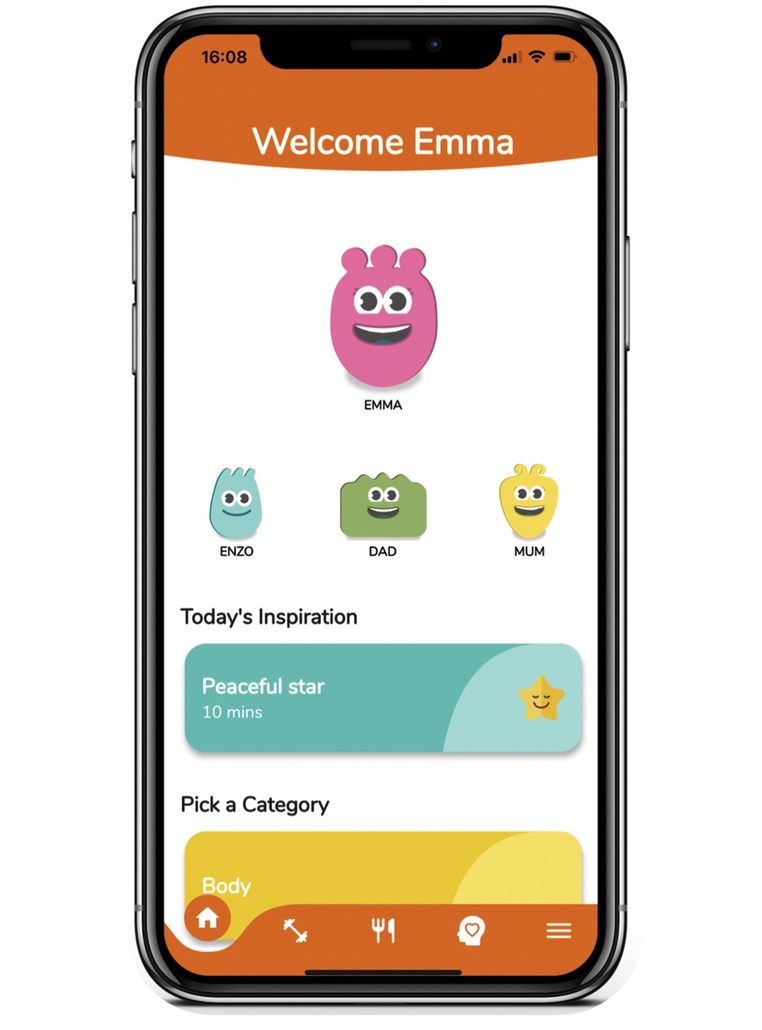 16:08
Welcome Emma
EMMA
ENZO
DAD
MUM
Today's Inspiration
Peaceful star
10 mins
Pick a Category
Body